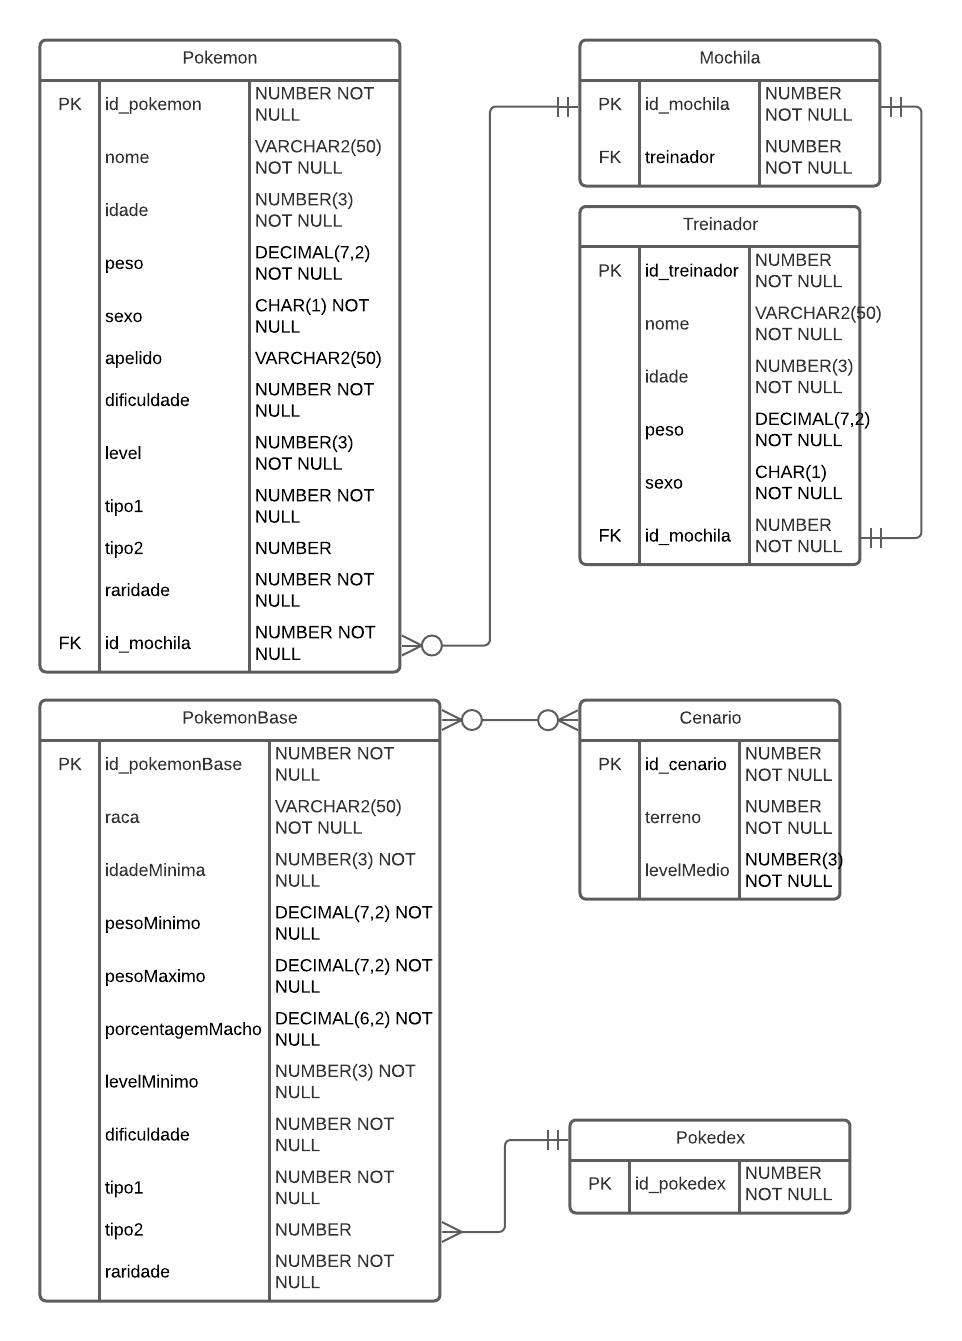 Pokemon
PK id_pokemon NUMBER NOT
NULL
nome VARCHAR2(50)
NOT NULL
idade NUMBER(3)
NOT NULL
peso DECIMAL(7,2)
NOT NULL
sexo CHAR(1) NOT
NULL
apelido VARCHAR2(50)
dificuldade NUMBER NOT
NULL
level NUMBER(3)
NOT NULL
tipo1 NUMBER NOT
NULL
tipo2 NUMBER
raridade NUMBER NOT
NULL
FK id_mochila NUMBER NOT
NULL
Mochila
PK id_mochila NUMBER
NOT NULL
FK treinador NUMBER
NOT NULL
Treinador
PK id_treinador NUMBER
NOT NULL
nome VARCHAR2(50)
NOT NULL
idade NUMBER(3)
NOT NULL
peso DECIMAL(7,2)
NOT NULL
sexo CHAR(1)
NOT NULL
FK id_mochila NUMBER
NOT NULL
PokemonBase
PK id_pokemonBase NUMBER NOT
NULL
raca VARCHAR2(50)
NOT NULL
idadeMinima NUMBER(3) NOT
NULL
pesoMinimo DECIMAL(7,2) NOT
NULL
pesoMaximo DECIMAL(7,2) NOT
NULL
porcentagemMacho DECIMAL(6,2) NOT
NULL
levelMinimo NUMBER(3) NOT
NULL
dificuldade NUMBER NOT
NULL
tipo1 NUMBER NOT
NULL
tipo2 NUMBER
raridade NUMBER NOT
NULL
Cenario
PK id_cenario NUMBER
NOT NULL
terreno NUMBER
NOT NULL
levelMedio NUMBER(3)
NOT NULL
Pokedex
PK id_pokedex NUMBER
NOT NULL